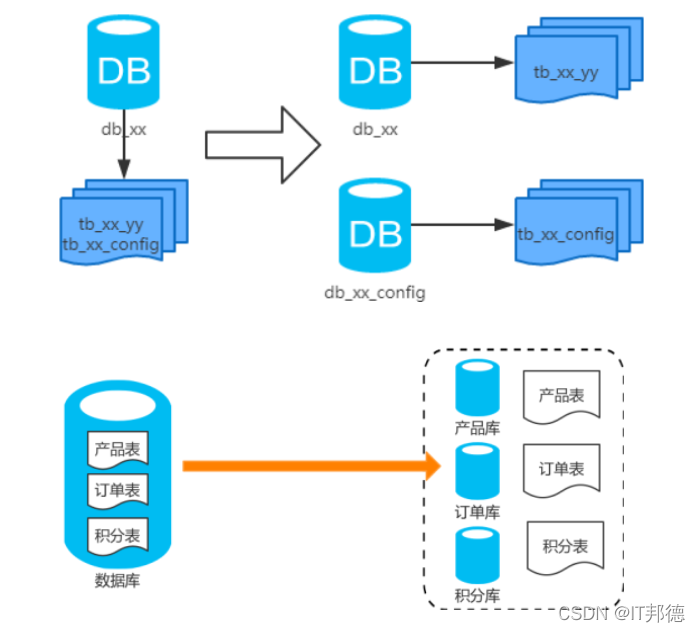 DB
db_xx
tb_xx_yy
tb_xx_config
DB
db_xx
tb_xx_yy
DB
db_xx_config
tb_xx_config
产品表
订单表
积分表
数据库
产品库
产品表
订单库
订单表
积分库
积分表
CSDN @IT邦德